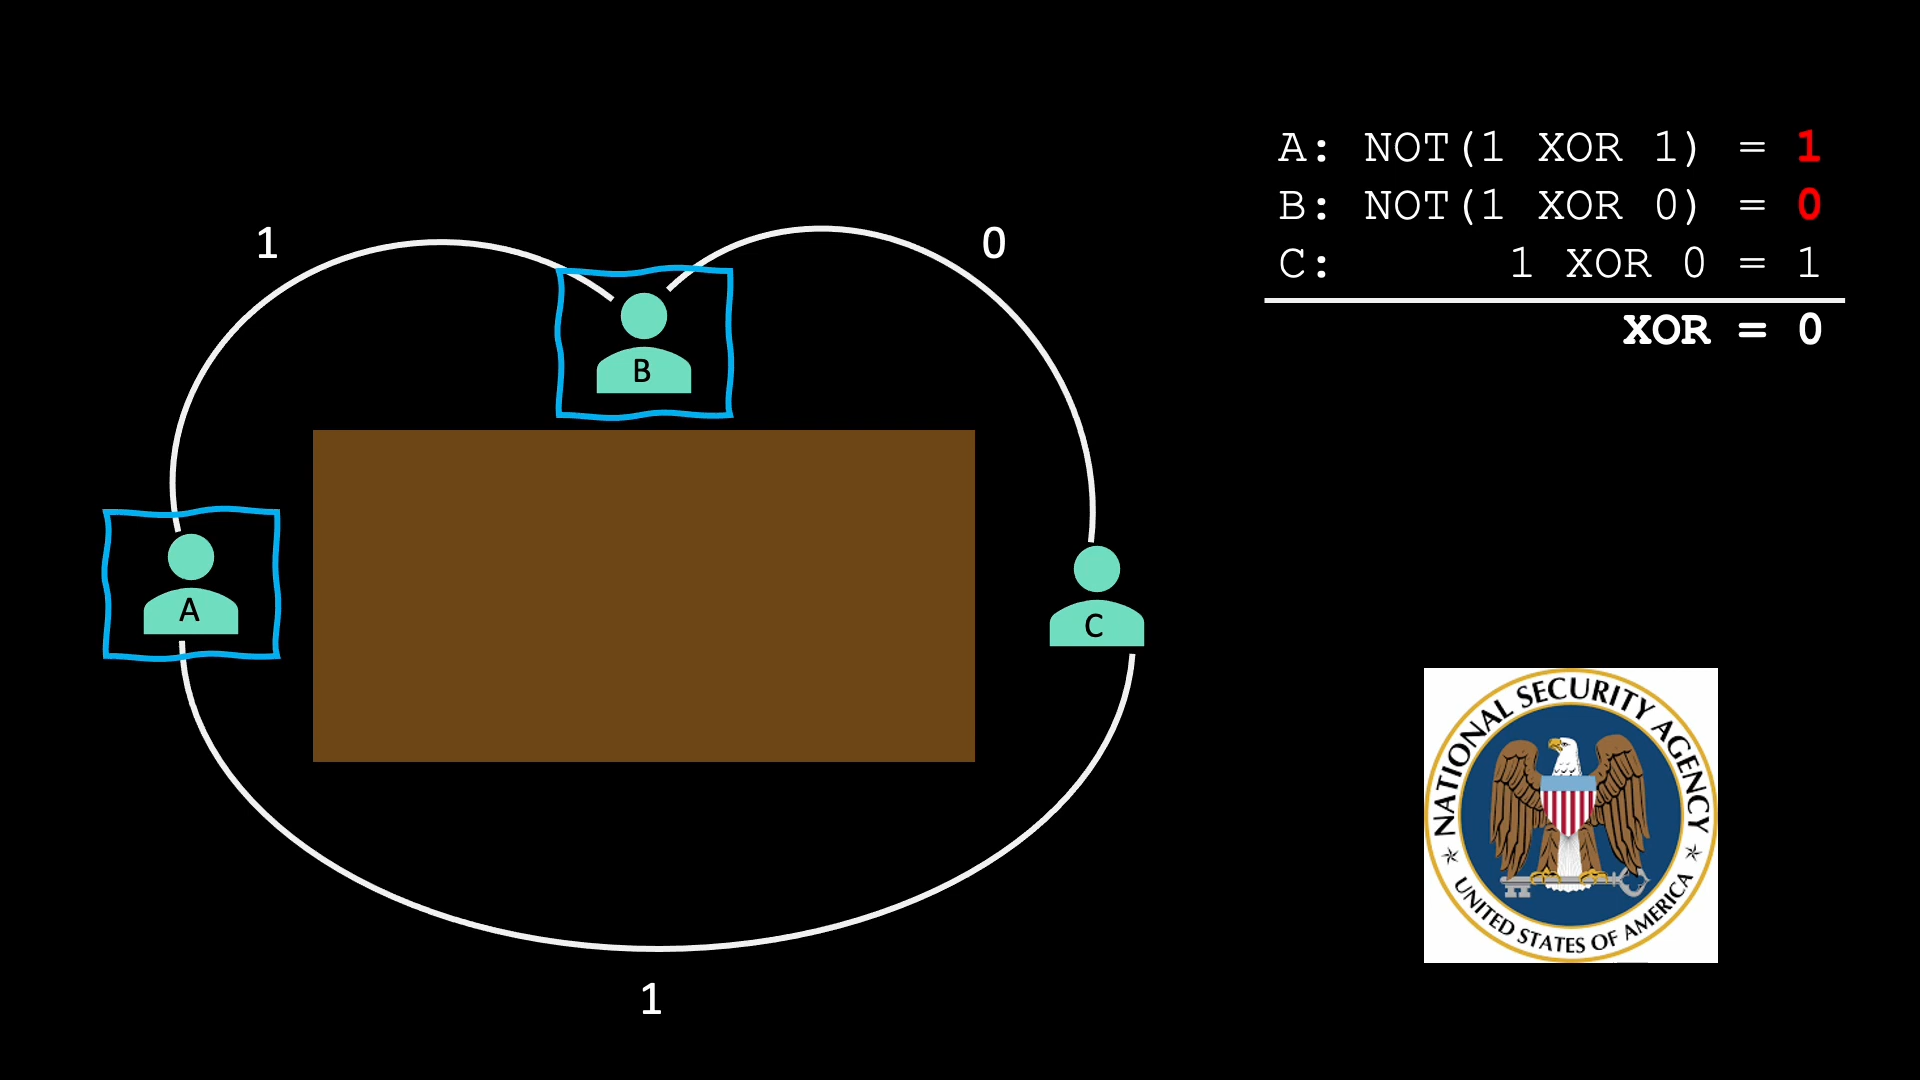 A: NOT(1 XOR 1) = 1
B: NOT(1 XOR 0) = 0
C: 1 XOR 0 = 1
XOR = 0
1
0
B
A
C
1
NATIONAL SECURITY AGENCY
UNITED STATES OF AMERICA